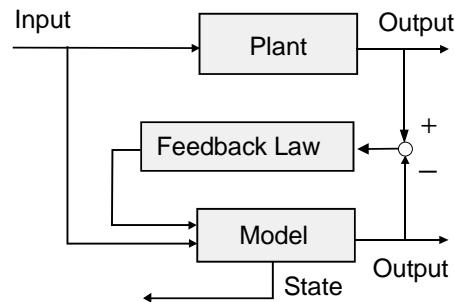 Input
Output
Plant
+
Feedback Law
−
Model
Output
State